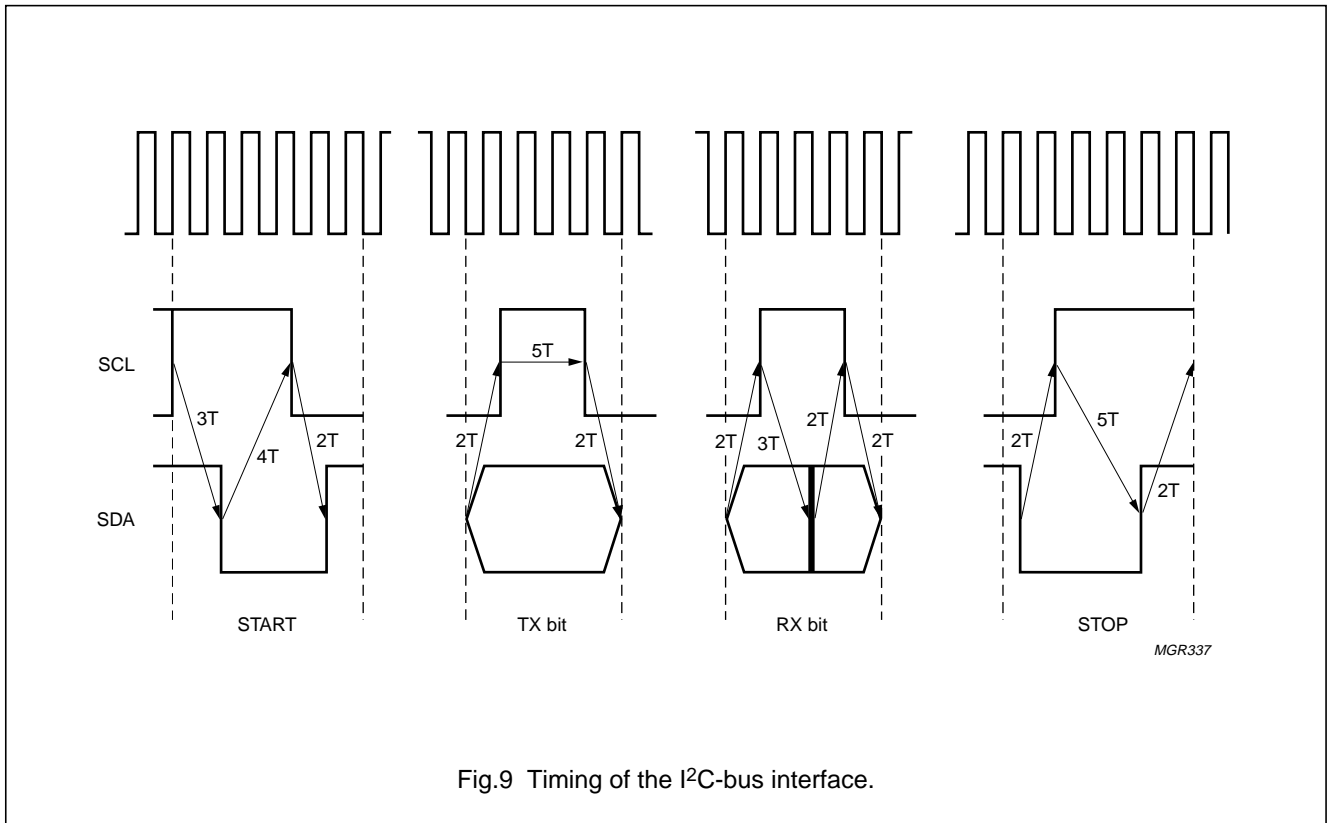 SCL
3T
4T
2T
2T
5T
2T
2T
3T
2T
2T
2T
5T
2T
SDA
START
TX bit
RX bit
STOP
MGR337
Fig.9 Timing of the I²C-bus interface.